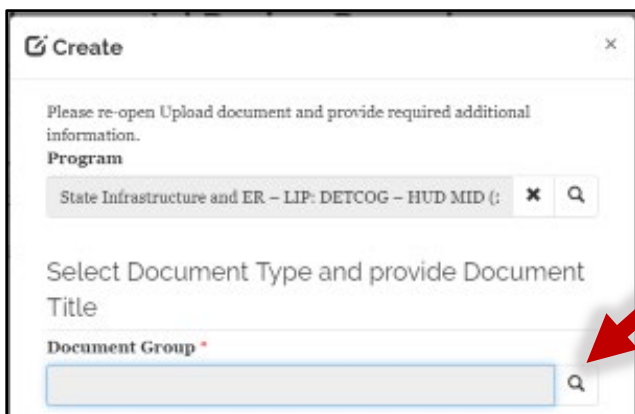 Create
×
Please re-open Upload document and provide required additional
information.
Program
State Infrastructure and ER – LIP: DETCOG – HUD MID (:
Select Document Type and provide Document
Title
Document Group *